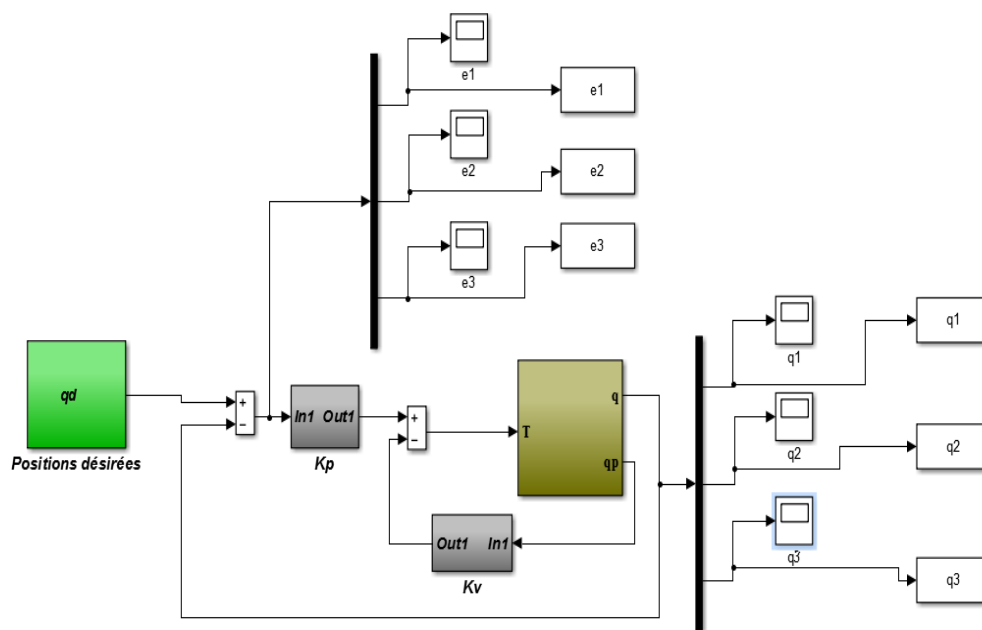 e1
e1
e2
e2
e3
e3
qd
Positions désirées
+
−
In1 Out1
Kp
+
−
T
q
qp
Out1 In1
Kv
q1
q1
q2
q2
q3
q3